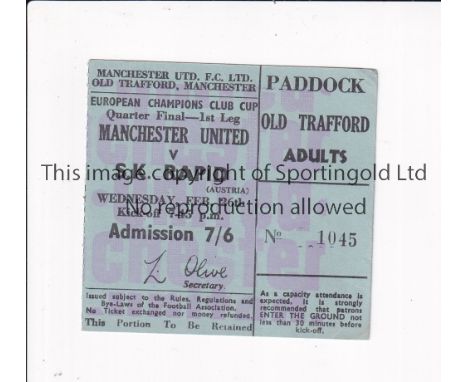 MANCHESTER UTD. F.C. LTD.
OLD TRAFFORD, MANCHESTER
EUROPEAN CHAMPIONS CLUB CUP
Quarter Final—1st Leg
MANCHESTER UNITED
v
S.K. RAPID
(AUSTRIA)
WEDNESDAY, FEB. 26th
Kick-off p.m.
Admission 7/6
L. Olive
Secretary.
Issued subject to the Rules, Regulations and
Bye-Laws of the Football Association.
No Ticket exchanged nor money refunded.
This Portion To Be Retained
PADDOCK
OLD TRAFFORD
ADULTS
No 1045
As a capacity attendance is
expected. It is strongly
recommended that patrons
ENTER THE GROUND not
less than 30 minutes before
kick-off.
This image copyright of Sportingold Ltd
No reproduction allowed